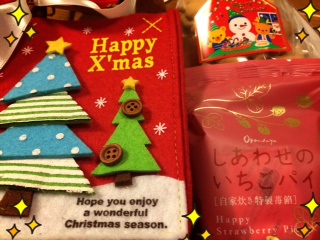 Happy
X'mas
Hope you enjoy
a wonderful
Christmas season.
しあわせの
いちごパイ
[自家炊き特製苺餡]
Happy
Strawberry Pie